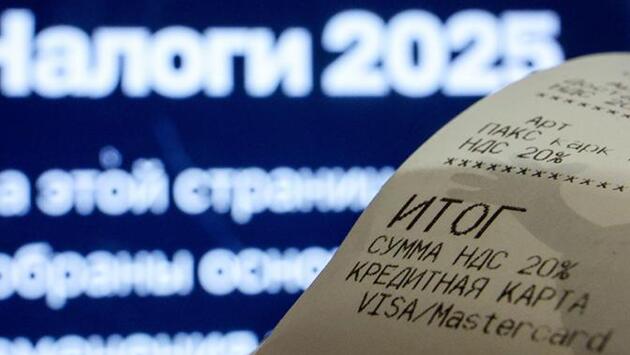 Налоги 2025
а этой страниц
обраны осно
НДС 20%
Арт
ПАКС карк
НДС 20%
******************
ИТОГ
СУММА НДС 20%
КРЕДИТНАЯ КАРТА
VISA/Mastercard